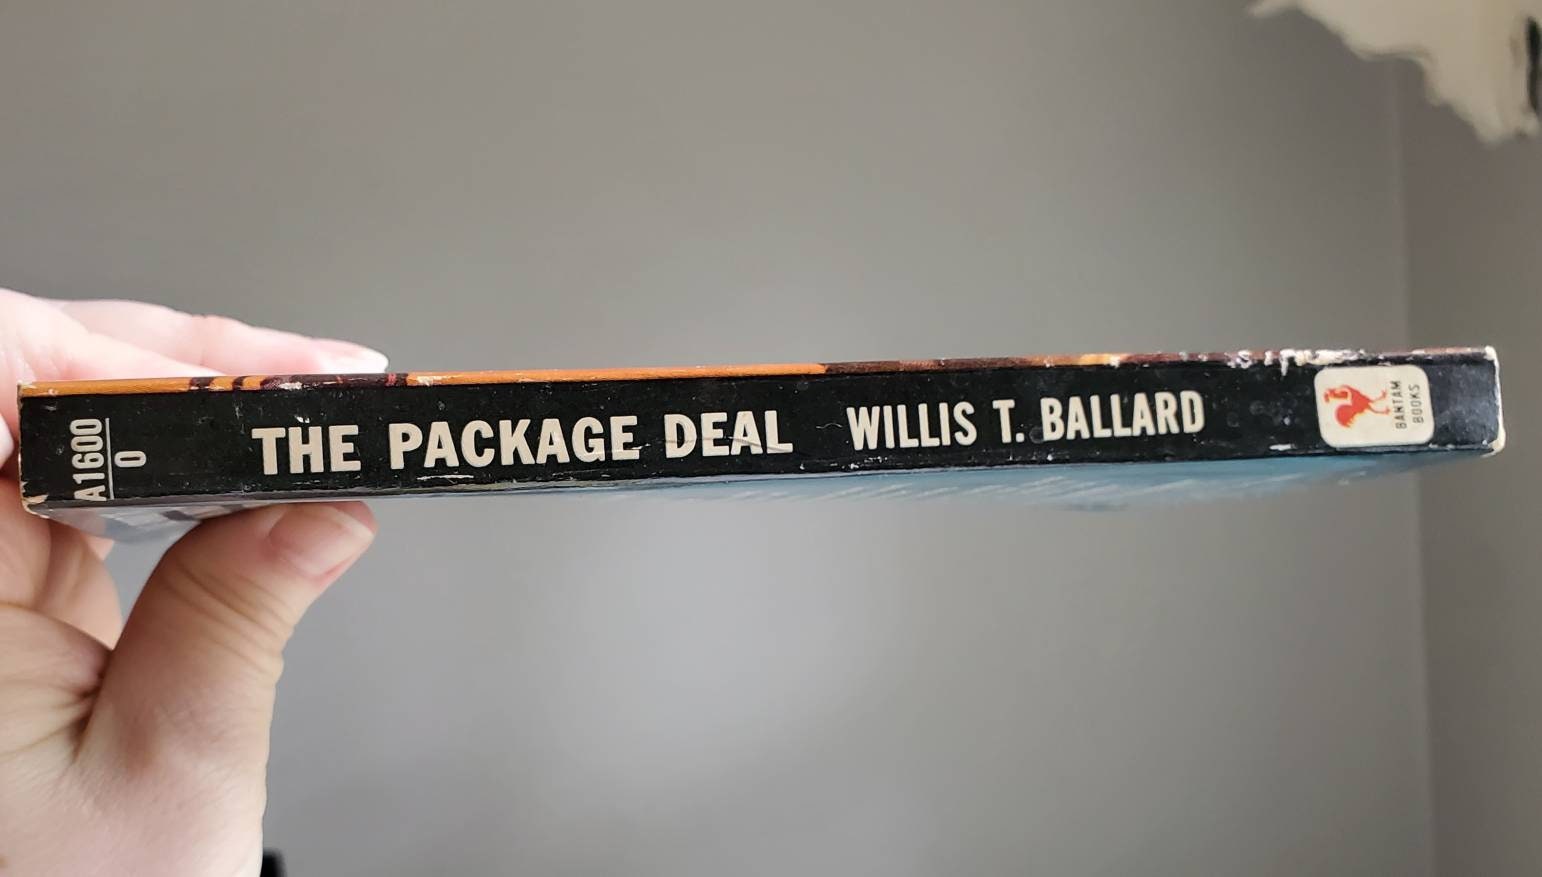 A1600
0
THE PACKAGE DEAL WILLIS T. BALLARD
BANTAM
BOOKS